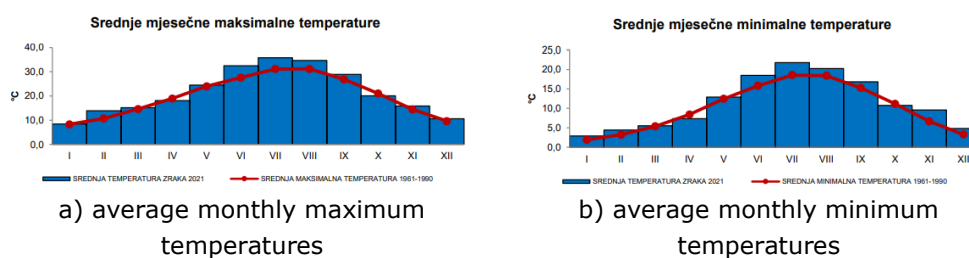 Srednje mjesečne maksimalne temperature
40,0
30,0
20,0
10,0
0,0
°C
I II III IV V VI VII VIII IX X XI XII
SREDNJA TEMPERATURA ZRAKA 2021 SREDNJA MAKSIMALNA TEMPERATURA 1961-1990
a) average monthly maximum
temperatures
Srednje mjesečne minimalne temperature
25,0
20,0
15,0
10,0
5,0
0,0
°C
I II III IV V VI VII VIII IX X XI XII
SREDNJA TEMPERATURA ZRAKA 2021 SREDNJA MINIMALNA TEMPERATURA 1961-1990
b) average monthly minimum
temperatures